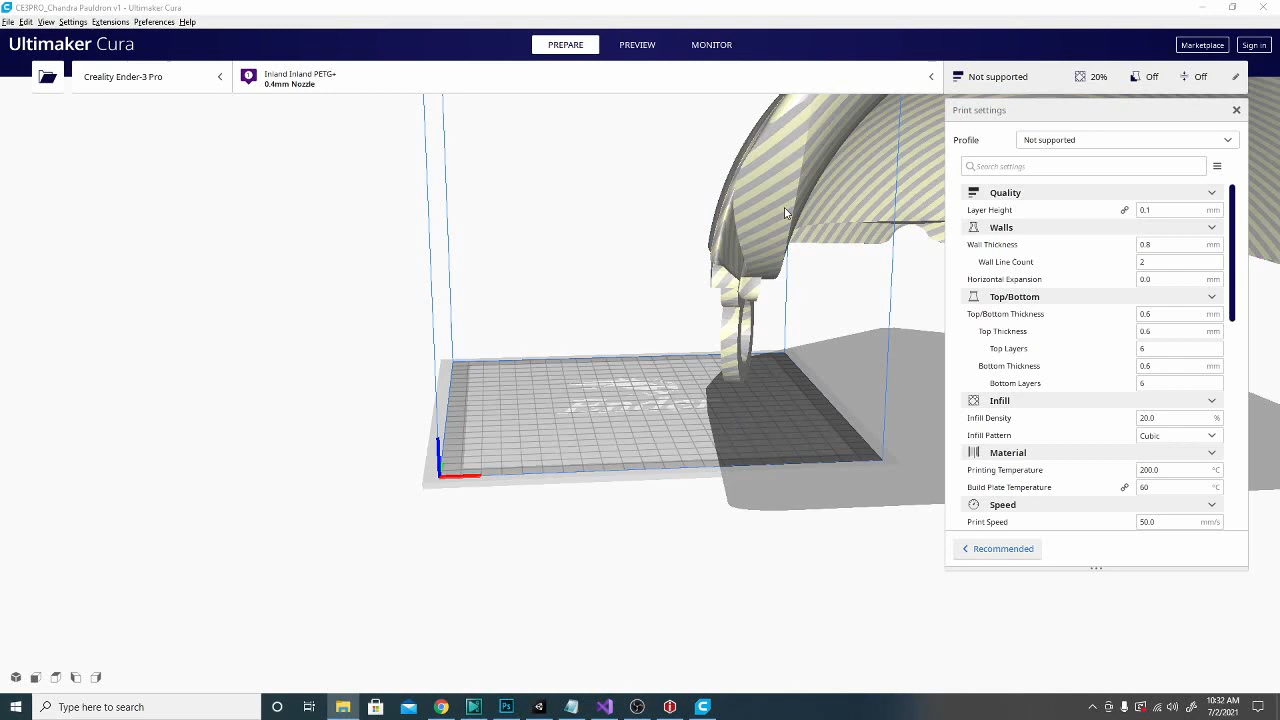 CE3PRO_Chandra Pauldron v1 - Ultimaker Cura
File Edit View Settings Extensions Preferences Help
Ultimaker Cura
PREPARE
PREVIEW
MONITOR
Marketplace
Sign in
Creality Ender-3 Pro
1
Inland Inland PETG+
0.4mm Nozzle
Not supported
20%
Off
Off
Print settings
Profile
Not supported
Search settings
Quality
Layer Height 0.1 mm
Walls
Wall Thickness 0.8 mm
Wall Line Count 2
Horizontal Expansion 0.0 mm
Top/Bottom
Top/Bottom Thickness 0.6 mm
Top Thickness 0.6 mm
Top Layers 6
Bottom Thickness 0.6 mm
Bottom Layers 6
Infill
Infill Density 20.0 %
Infill Pattern Cubic
Material
Printing Temperature 200.0 °C
Build Plate Temperature 60 °C
Speed
Print Speed 50.0 mm/s
Recommended
Type here to search
Ps
10:32 AM
7/2/2021